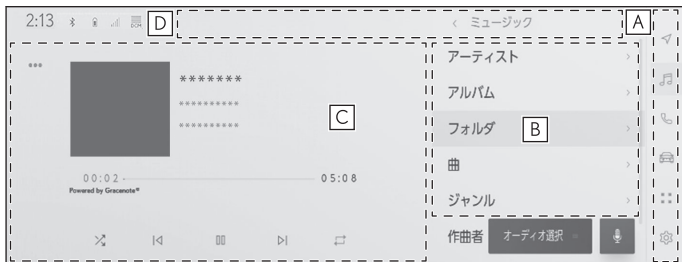 2:13 DCM D < ミュージック A
*******
**********
**********
C
00:02 05:08
Powered by Gracenote®
アーティスト
アルバム
フォルダ B
曲
ジャンル
作曲者 オーディオ選択